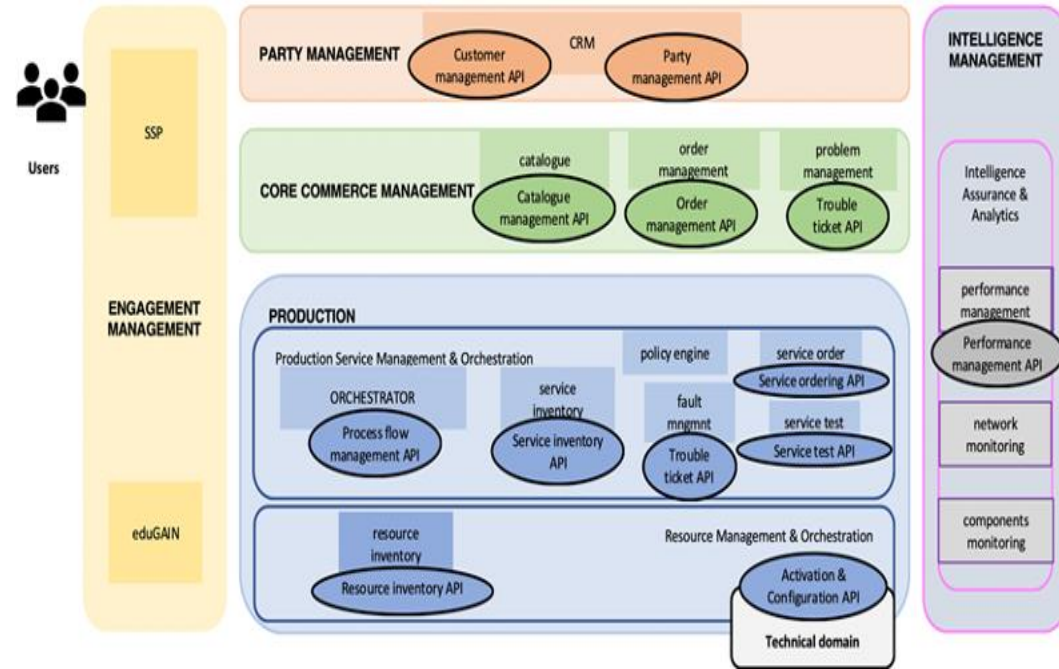 Users
SSP
ENGAGEMENT
MANAGEMENT
eduGAIN
PARTY MANAGEMENT
CRM
Customer
management API
Party
management API
CORE COMMERCE MANAGEMENT
catalogue
Catalogue
management API
order
management
Order
management API
problem
management
Trouble
ticket API
PRODUCTION
Production Service Management & Orchestration
ORCHESTRATOR
Process flow
management API
service
inventory
Service inventory
API
policy engine
fault
mngmnt
Trouble
ticket API
service order
Service ordering API
service test
Service test API
resource
inventory
Resource inventory API
Resource Management & Orchestration
Activation &
Configuration API
Technical domain
INTELLIGENCE
MANAGEMENT
Intelligence
Assurance &
Analytics
performance
management
Performance
management API
network
monitoring
components
monitoring